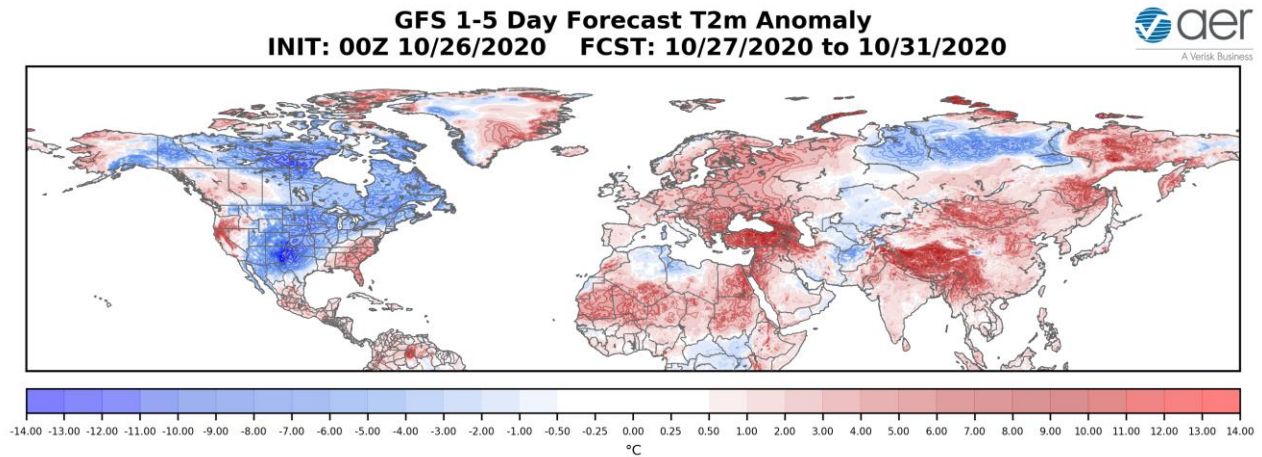 GFS 1-5 Day Forecast T2m Anomaly
INIT: 00Z 10/26/2020 FCST: 10/27/2020 to 10/31/2020
aer
A Verisk Business
-14.00 -13.00 -12.00 -11.00 -10.00 -9.00 -8.00 -7.00 -6.00 -5.00 -4.00 -3.00 -2.00 -1.00 -0.50 -0.25 0.00 0.25 0.50 1.00 2.00 3.00 4.00 5.00 6.00 7.00 8.00 9.00 10.00 11.00 12.00 13.00 14.00
°C